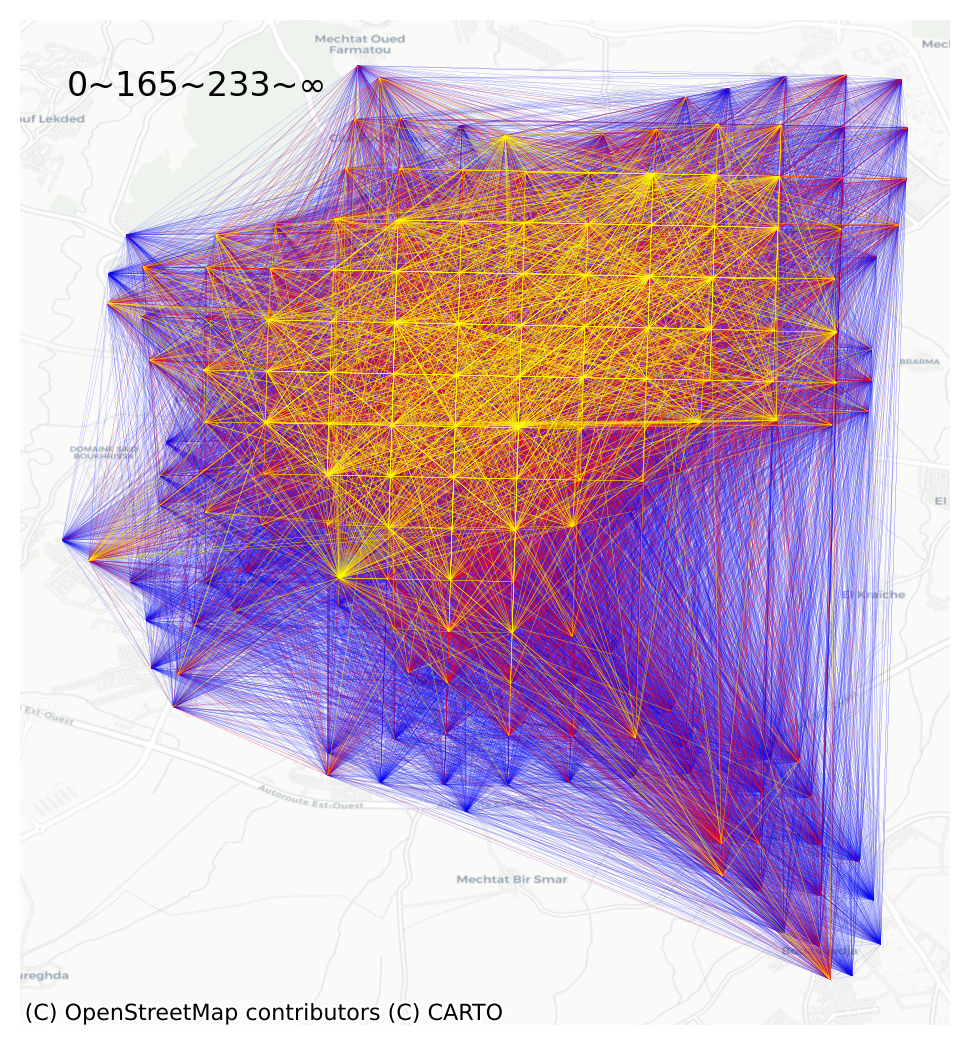 Mechtat Oued
Farmatou
0~165~233~∞
ouf Lekded
BRARMA
DOMAINE SAID
BOUKHRISSA
El
El Kraiche
Est-Ouest
Autoroute Est-Ouest
Mechtat Bir Smar
ureghda
(C) OpenStreetMap contributors (C) CARTO